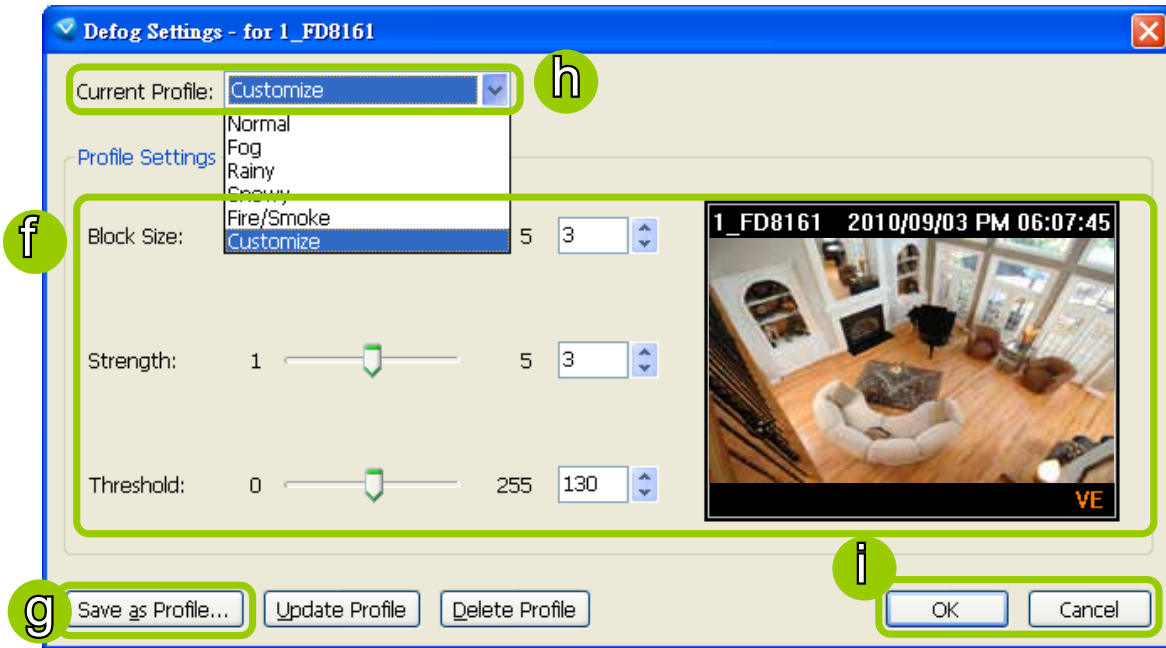 Defog Settings - for 1_FD8161
Current Profile: Customize
h
Normal
Fog
Profile Settings
Rainy
Snowy
Fire/Smoke
Customize
f
Block Size: 5 3
1_FD8161 2010/09/03 PM 06:07:45
Strength: 1 5 3
Threshold: 0 255 130
VE
i
g
Save as Profile... Update Profile Delete Profile OK Cancel